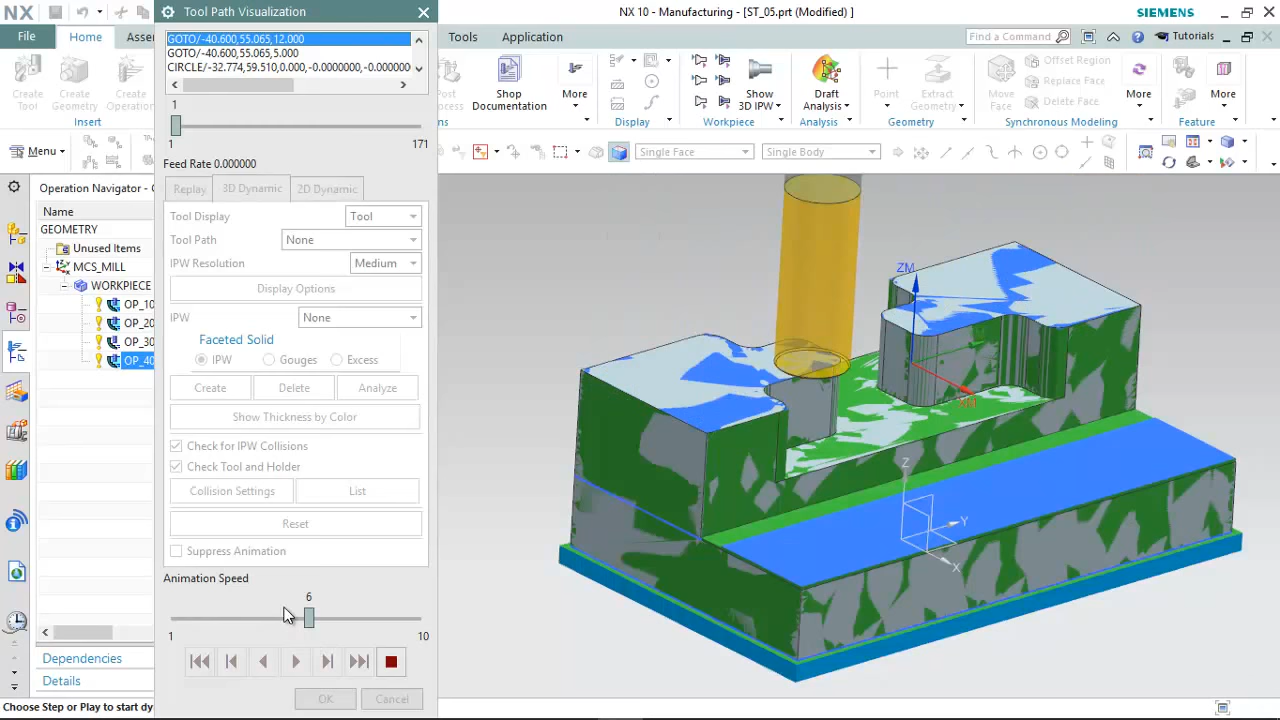 NX
Tool Path Visualization
NX 10 - Manufacturing - [ST_05.prt (Modified) ]
SIEMENS
File
Home
Assen
Tools
Application
Find a Command
Tutorials
GOTO/-40.600,55.065,12.000
GOTO/-40.600,55.065,5.000
CIRCLE/-32.774,59.510,0.000,-0.0000000,-0.000000
Create Tool
Create Geometry
Create Operation
Insert
Post Process
Shop Documentation
More
Display
Show 3D IPW
Workpiece
Draft Analysis
Analysis
Point
Extract Geometry
Geometry
Move Face
Offset Region
Replace Face
Delete Face
Synchronous Modeling
More
More
Feature
Menu
Single Face
Single Body
1
1
171
Feed Rate 0.000000
Replay
3D Dynamic
2D Dynamic
Tool Display
Tool
Tool Path
None
IPW Resolution
Medium
Display Options
IPW
None
Faceted Solid
IPW
Gouges
Excess
Create
Delete
Analyze
Show Thickness by Color
Check for IPW Collisions
Check Tool and Holder
Collision Settings
List
Reset
Suppress Animation
Animation Speed
6
1
10
OK
Cancel
Operation Navigator - G
Name
GEOMETRY
Unused Items
MCS_MILL
WORKPIECE
OP_10
OP_20
OP_30
OP_40
Dependencies
Details
Choose Step or Play to start dy
ZM
XM
Z
Y
X